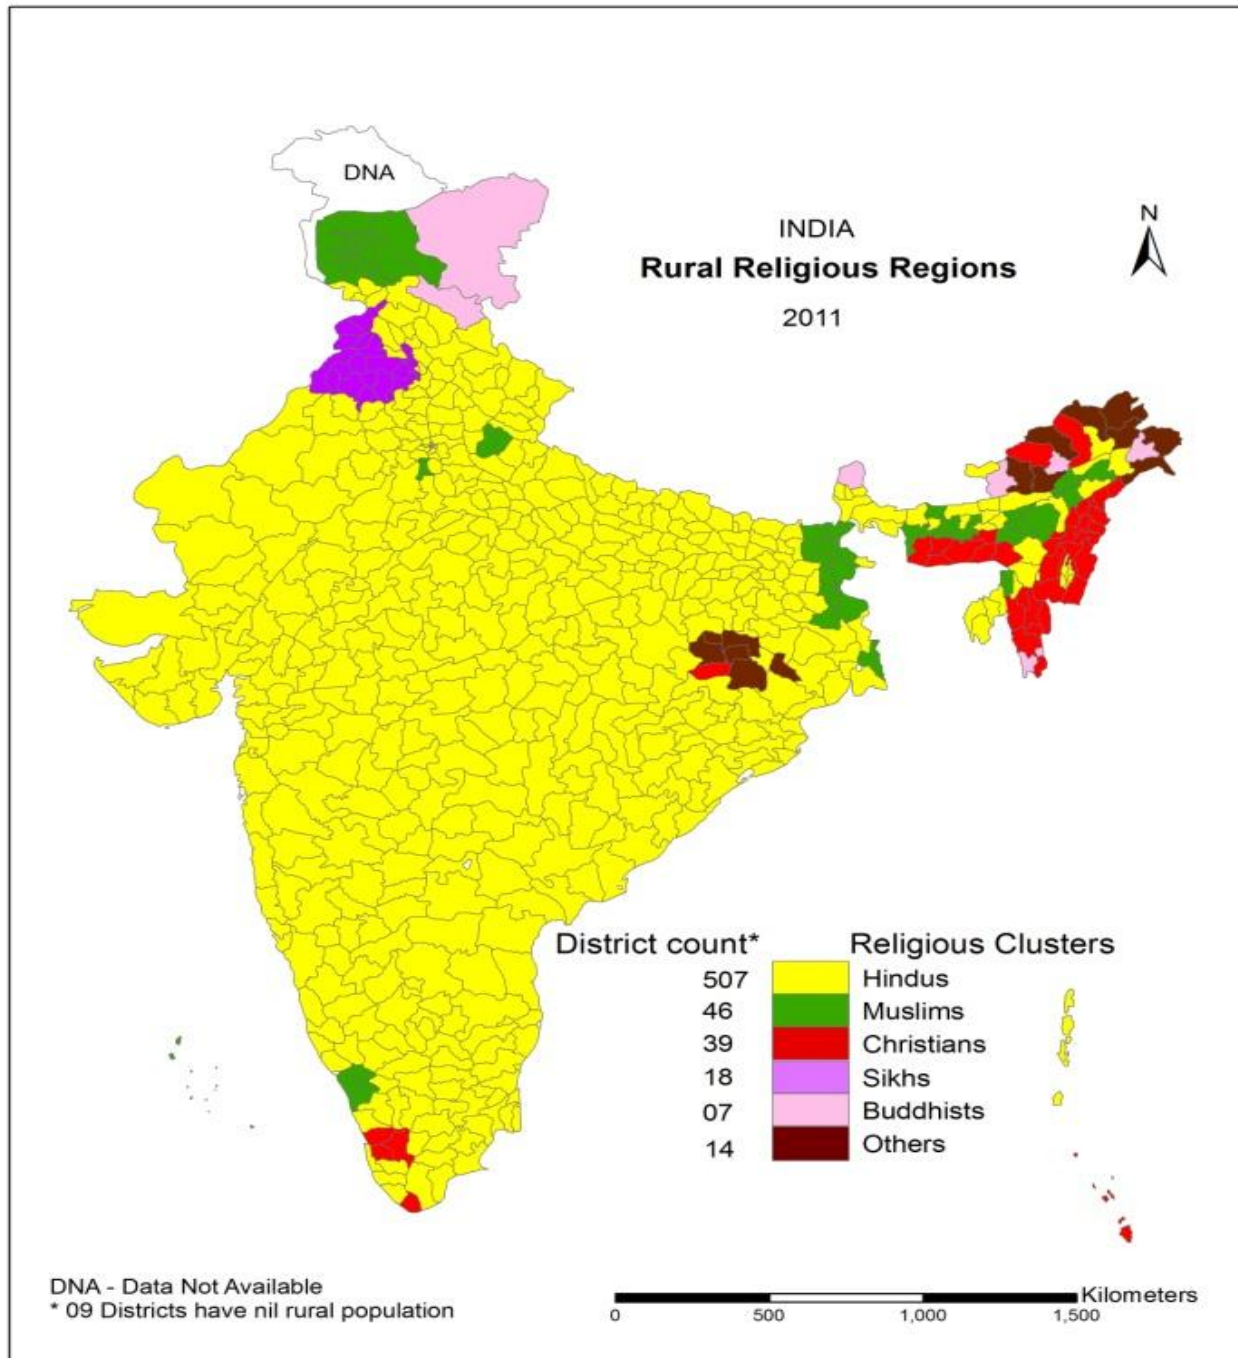 DNA
N
INDIA
Rural Religious Regions
2011
District count* Religious Clusters
507 Hindus
46 Muslims
39 Christians
18 Sikhs
07 Buddhists
14 Others
DNA - Data Not Available
* 09 Districts have nil rural population
Kilometers
0 500 1,000 1,500